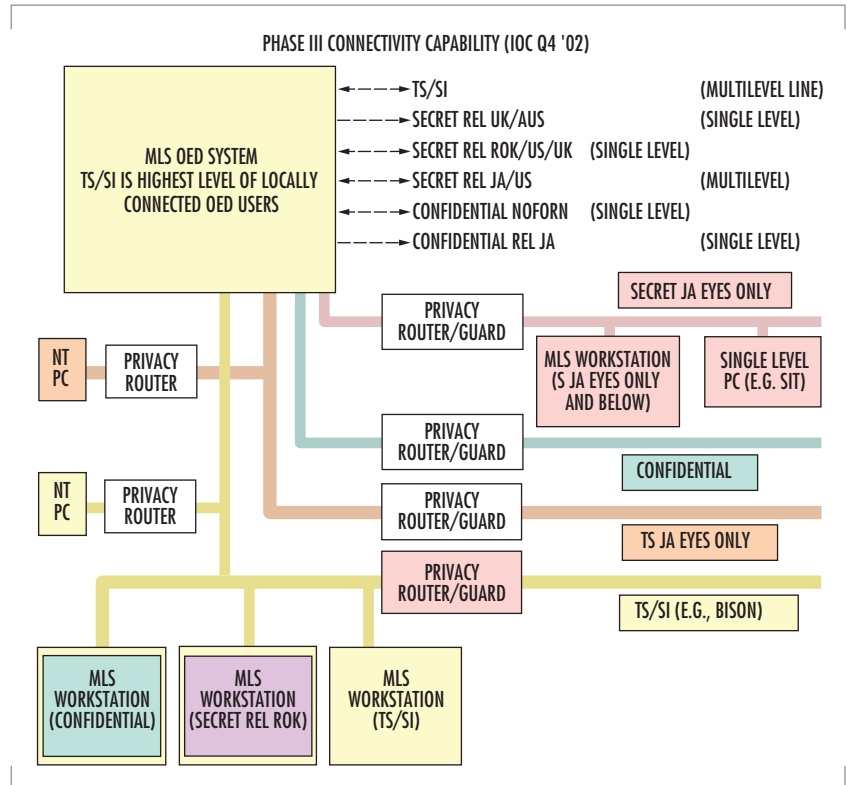 PHASE III CONNECTIVITY CAPABILITY (IOC Q4 '02)
MLS OED SYSTEM
TS/SI IS HIGHEST LEVEL OF LOCALLY
CONNECTED OED USERS
TS/SI (MULTILEVEL LINE)
SECRET REL UK/AUS (SINGLE LEVEL)
SECRET REL ROK/US/UK (SINGLE LEVEL)
SECRET REL JA/US (MULTILEVEL)
CONFIDENTIAL NOFORN (SINGLE LEVEL)
CONFIDENTIAL REL JA (SINGLE LEVEL)
SECRET JA EYES ONLY
PRIVACY
ROUTER/GUARD
NT
PC
PRIVACY
ROUTER
MLS WORKSTATION
(S JA EYES ONLY
AND BELOW)
SINGLE LEVEL
PC (E.G. SIT)
PRIVACY
ROUTER/GUARD
CONFIDENTIAL
NT
PC
PRIVACY
ROUTER
PRIVACY
ROUTER/GUARD
TS JA EYES ONLY
PRIVACY
ROUTER/GUARD
TS/SI (E.G., BISON)
MLS
WORKSTATION
(CONFIDENTIAL)
MLS
WORKSTATION
(SECRET REL ROK)
MLS
WORKSTATION
(TS/SI)